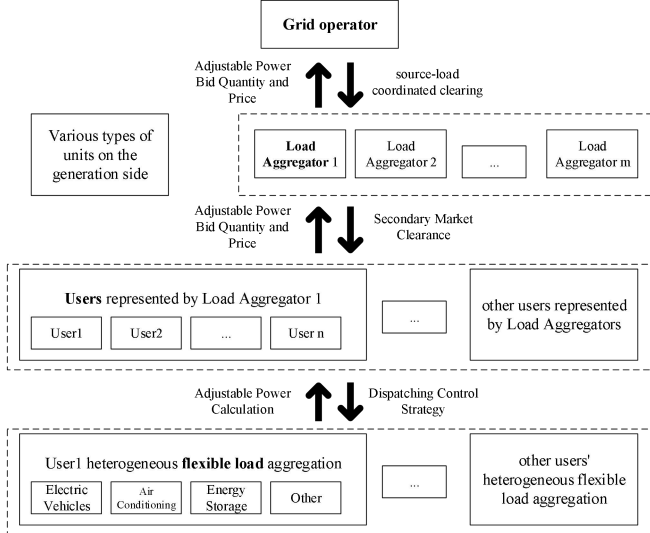 Grid operator
Adjustable Power
Bid Quantity and
Price
source-load
coordinated clearing
Various types of
units on the
generation side
Load
Aggregator 1
Load
Aggregator 2
...
Load
Aggregator m
Adjustable Power
Bid Quantity and
Price
Secondary Market
Clearance
Users represented by Load Aggregator 1
User1
User2
...
User n
...
other users represented
by Load Aggregators
Adjustable Power
Calculation
Dispatching Control
Strategy
User1 heterogeneous flexible load aggregation
Electric
Vehicles
Air
Conditioning
Energy
Storage
Other
...
other users'
heterogeneous flexible
load aggregation